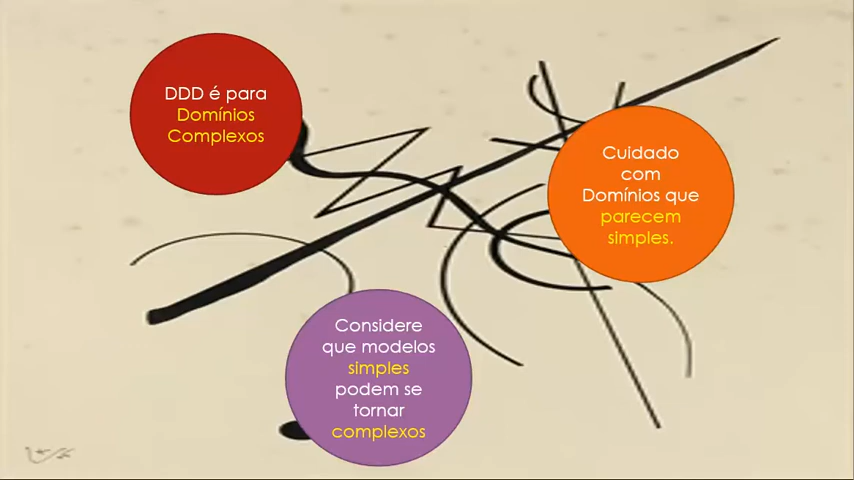 DDD é para
Domínios
Complexos
Cuidado
com
Domínios que
parecem
simples.
Considere
que modelos
simples
podem se
tornar
complexos